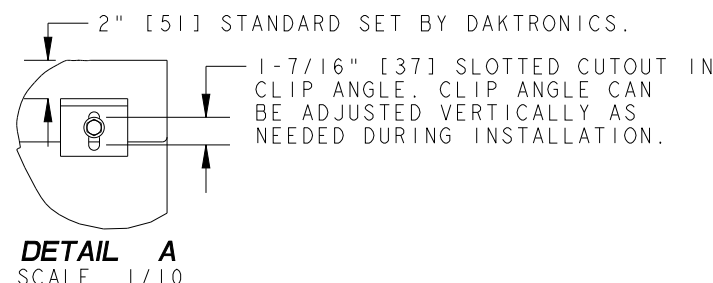 2" [51] STANDARD SET BY DAKTRONICS.
1-7/16" [37] SLOTTED CUTOUT IN
CLIP ANGLE. CLIP ANGLE CAN
BE ADJUSTED VERTICALLY AS
NEEDED DURING INSTALLATION.
DETAIL A
SCALE 1/10